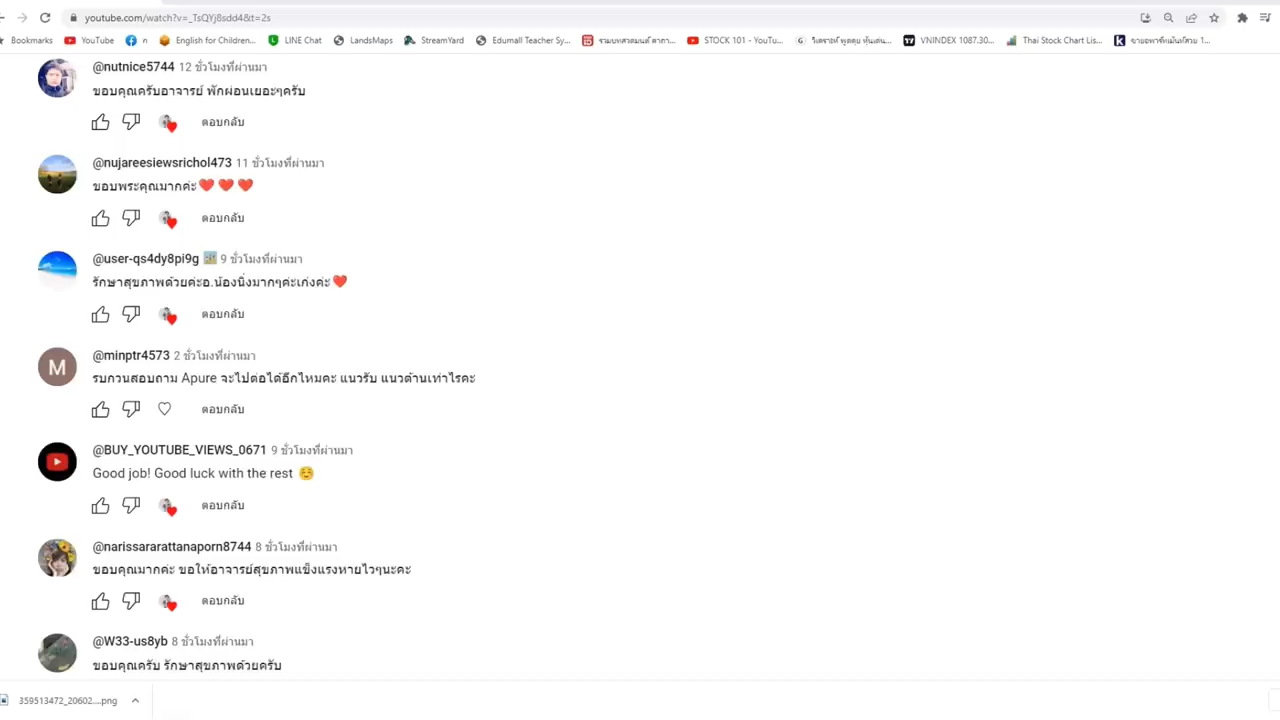 youtube.com/watch?v=_TsQYj8sdd4&t=2s
Bookmarks YouTube ก English for Children... LINE Chat LandsMaps StreamYard Edumall Teacher Sy... STOCK 101 - YouTu... VNINDEX 1087.30... Thai Stock Chart Lis...
@nutnice5744 12 ชั่วโมงที่ผ่านมา
ขอบคุณครับอาจารย์ พักผ่อนเยอะๆครับ
ตอบกลับ
@nujareesiewsrichol473 11 ชั่วโมงที่ผ่านมา
ขอบพระคุณมากค่ะ❤️ ❤️ ❤️
ตอบกลับ
@user-qs4dy8pi9g 9 ชั่วโมงที่ผ่านมา
รักษาสุขภาพด้วยค่ะอ.น้องนิ่งมากๆค่ะเก่งค่ะ❤️
ตอบกลับ
M
@minptr4573 2 ชั่วโมงที่ผ่านมา
รบกวนสอบถาม Apure จะไปต่อได้อีกไหมคะ แนวรับ แนวต้านเท่าไรคะ
ตอบกลับ
@BUY_YOUTUBE_VIEWS_0671 9 ชั่วโมงที่ผ่านมา
Good job! Good luck with the rest ☺️
ตอบกลับ
@narissararattanaporn8744 8 ชั่วโมงที่ผ่านมา
ขอบคุณมากค่ะ ขอให้อาจารย์สุขภาพแข็งแรงหายไวๆนะคะ
ตอบกลับ
@W33-us8yb 8 ชั่วโมงที่ผ่านมา
ขอบคุณครับ รักษาสุขภาพด้วยครับ
359513472_20602....png